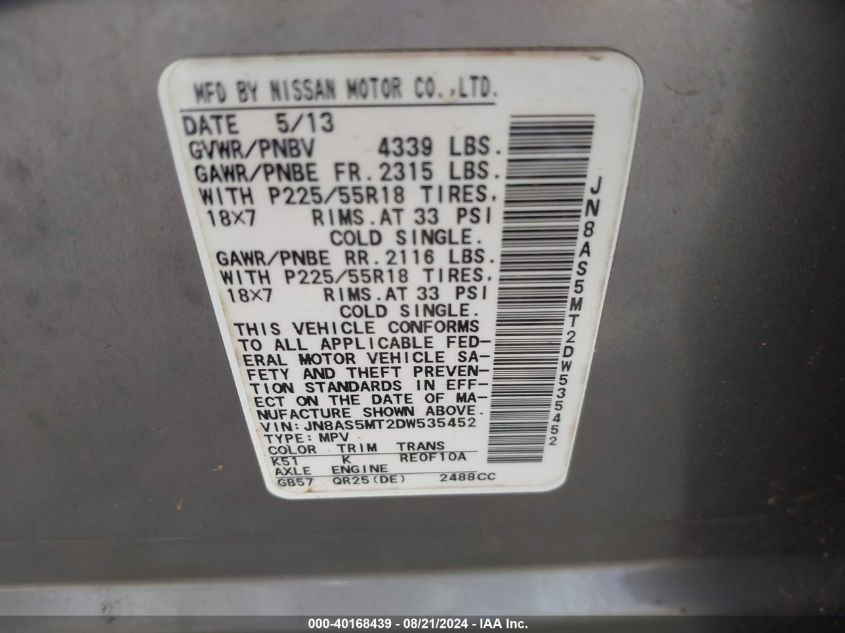 MFD BY NISSAN MOTOR CO.,LTD.
DATE 5/13
GVWR/PNBV 4339 LBS.
GAWR/PNBE FR.2315 LBS.
WITH P225/55R18 TIRES,
18X7 RIMS.AT 33 PSI
COLD SINGLE.
GAWR/PNBE RR.2116 LBS.
WITH P225/55R18 TIRES,
18X7 RIMS.AT 33 PSI
COLD SINGLE.
THIS VEHICLE CONFORMS
TO ALL APPLICABLE FED-
ERAL MOTOR VEHICLE SA-
FETY AND THEFT PREVEN-
TION STANDARDS IN EFF-
ECT ON THE DATE OF MA-
NUFACTURE SHOWN ABOVE.
VIN: JN8AS5MT2DW535452
TYPE: MPV
COLOR TRIM TRANS
K51 K RE0F10A
AXLE ENGINE
GB57 QR25(DE) 2488CC
JN8AS5MT2DW535452
000-40168439 - 08/21/2024 - IAA Inc.